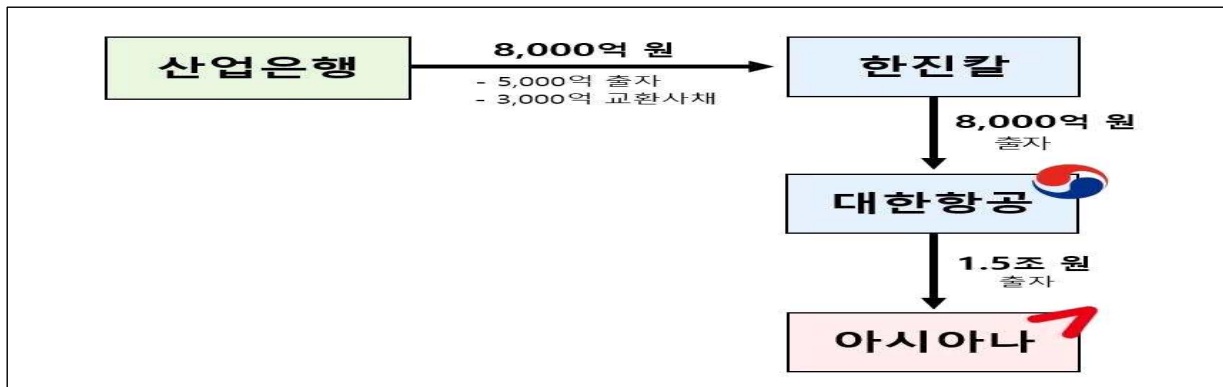 산업은행
8,000억 원
- 5,000억 출자
- 3,000억 교환사채
한진칼
8,000억 원
출자
대한항공
1.5조 원
출자
아시아나